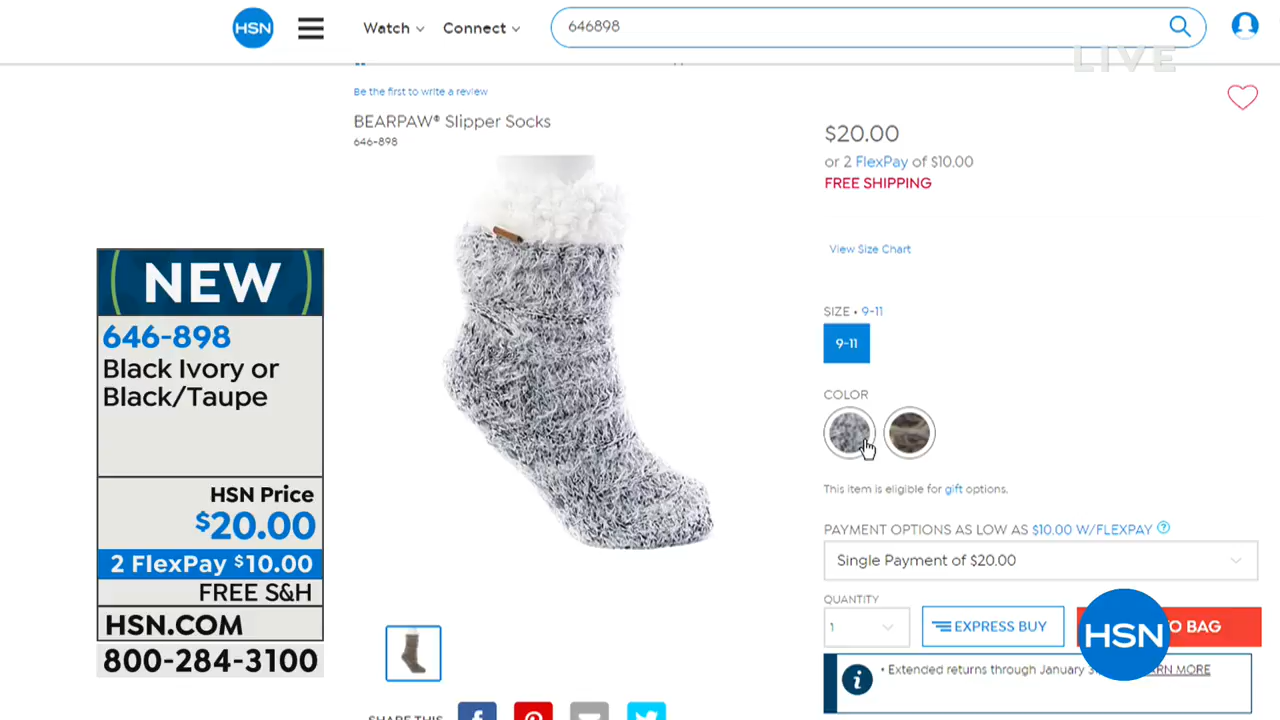 HSN
Watch
Connect
646898
LIVE
Be the first to write a review
BEARPAW® Slipper Socks
646-898
$20.00
or 2 FlexPay of $10.00
FREE SHIPPING
View Size Chart
SIZE • 9-11
9-11
COLOR
This item is eligible for gift options.
PAYMENT OPTIONS AS LOW AS $10.00 W/FLEXPAY ?
Single Payment of $20.00
QUANTITY
1
EXPRESS BUY
O BAG
HSN
i
• Extended returns through January
RN MORE
SHARE THIS
NEW
646-898
Black Ivory or
Black/Taupe
HSN Price
$20.00
2 FlexPay $10.00
FREE S&H
HSN.COM
800-284-3100